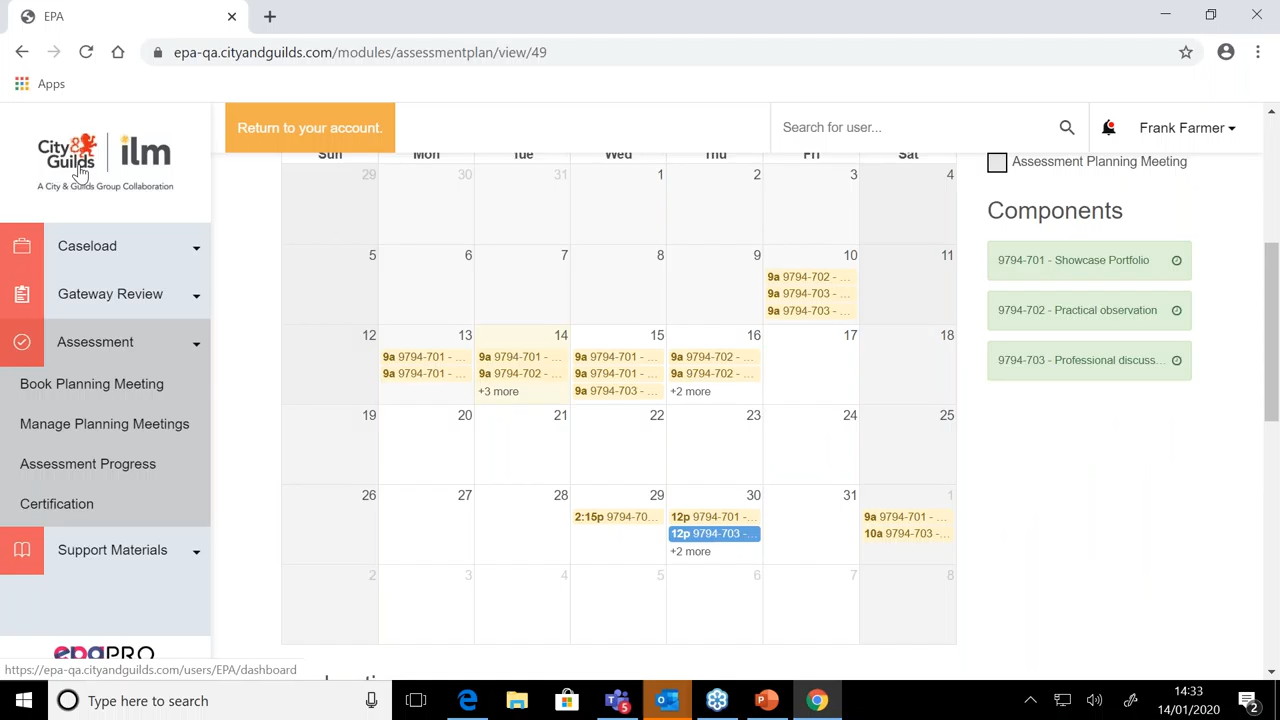 EPA
epa-qa.cityandguilds.com/modules/assessmentplan/view/49
Apps
City & Guilds
ilm
A City & Guilds Group Collaboration
Return to your account.
Search for user...
Frank Farmer
Caseload
Gateway Review
Assessment
Book Planning Meeting
Manage Planning Meetings
Assessment Progress
Certification
Support Materials
epaPRO
Sun Mon Tue Wed Thu Fri Sat
29 30 31 1 2 3 4
5 6 7 8 9 10 11
9a 9794-702 - ...
9a 9794-703 - ...
9a 9794-703 - ...
12 13 14 15 16 17 18
9a 9794-701 - ... 9a 9794-701 - ... 9a 9794-701 - ... 9a 9794-702 - ...
9a 9794-701 - ... 9a 9794-702 - ... 9a 9794-701 - ... 9a 9794-702 - ...
+3 more 9a 9794-703 - ... +2 more
19 20 21 22 23 24 25
26 27 28 29 30 31 1
2:15p 9794-70... 12p 9794-701 -... 9a 9794-701 - ...
12p 9794-703 -... 10a 9794-703 -...
+2 more
2 3 4 5 6 7 8
Assessment Planning Meeting
Components
9794-701 - Showcase Portfolio
9794-702 - Practical observation
9794-703 - Professional discuss...
https://epa-qa.cityandguilds.com/users/EPA/dashboard
Type here to search
5
14:33
14/01/2020
2